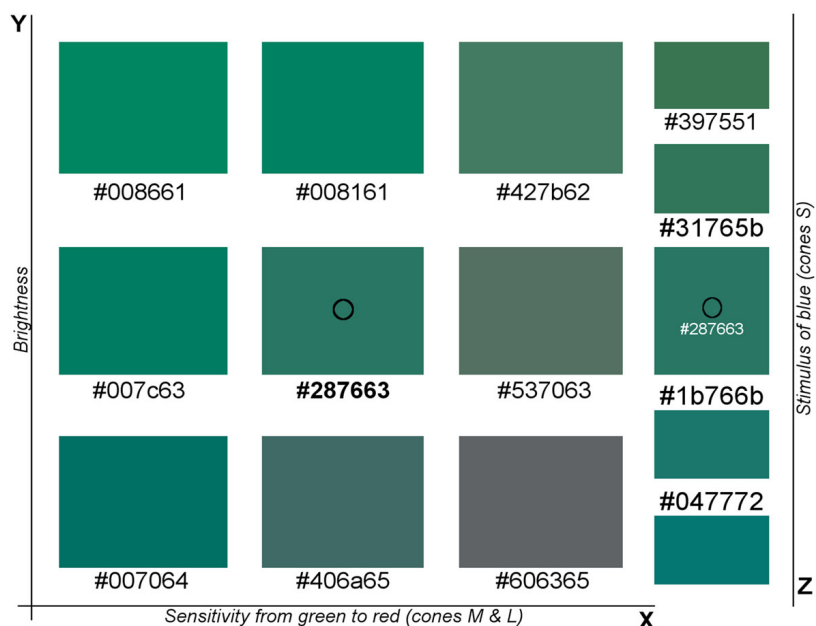 Y
#008661
#008161
#427b62
#397551
#31765b
#287663
#007c63
#287663
#537063
#1b766b
#047772
#007064
#406a65
#606365
Z
X
Brightness
Sensitivity from green to red (cones M & L)
Stimulus of blue (cones S)